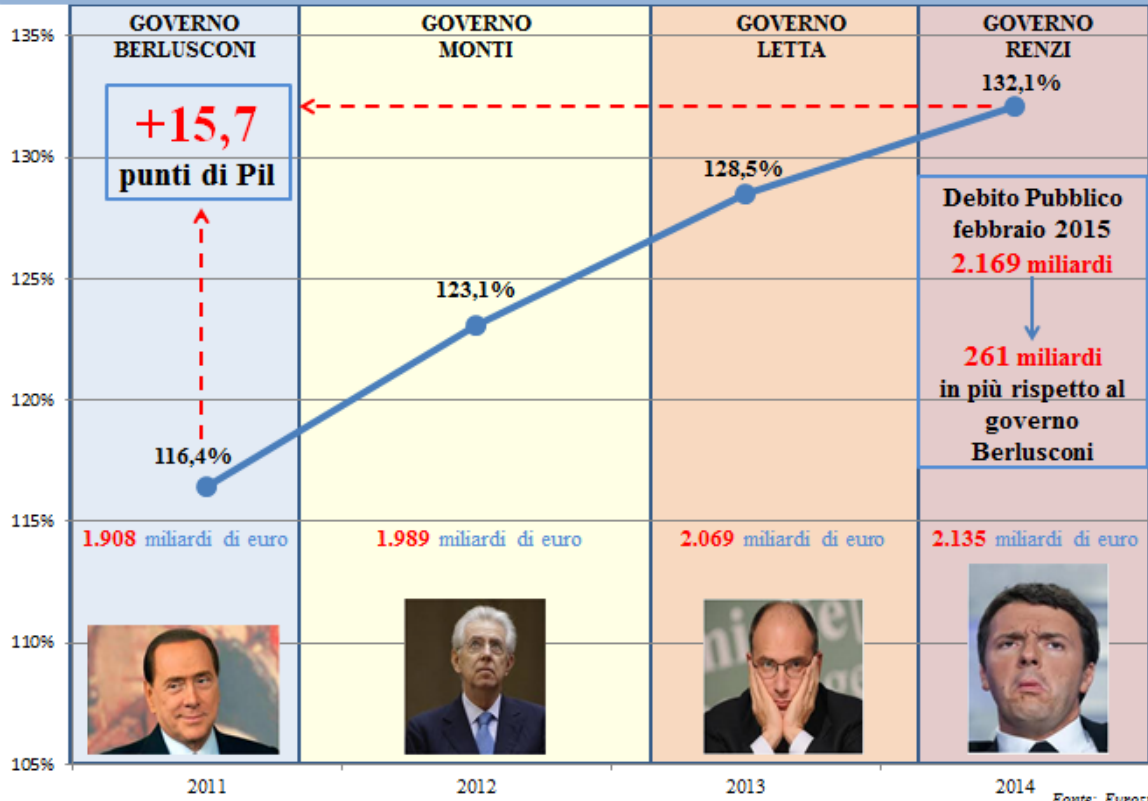 GOVERNO
BERLUSCONI
GOVERNO
MONTI
GOVERNO
LETTA
GOVERNO
RENZI
135%
130%
125%
120%
115%
110%
105%
+15,7
punti di Pil
132,1%
128,5%
123,1%
116,4%
Debito Pubblico
febbraio 2015
2.169 miliardi
261 miliardi
in più rispetto al
governo
Berlusconi
1.908 miliardi di euro
1.989 miliardi di euro
2.069 miliardi di euro
2.135 miliardi di euro
2011
2012
2013
2014
Fonte: